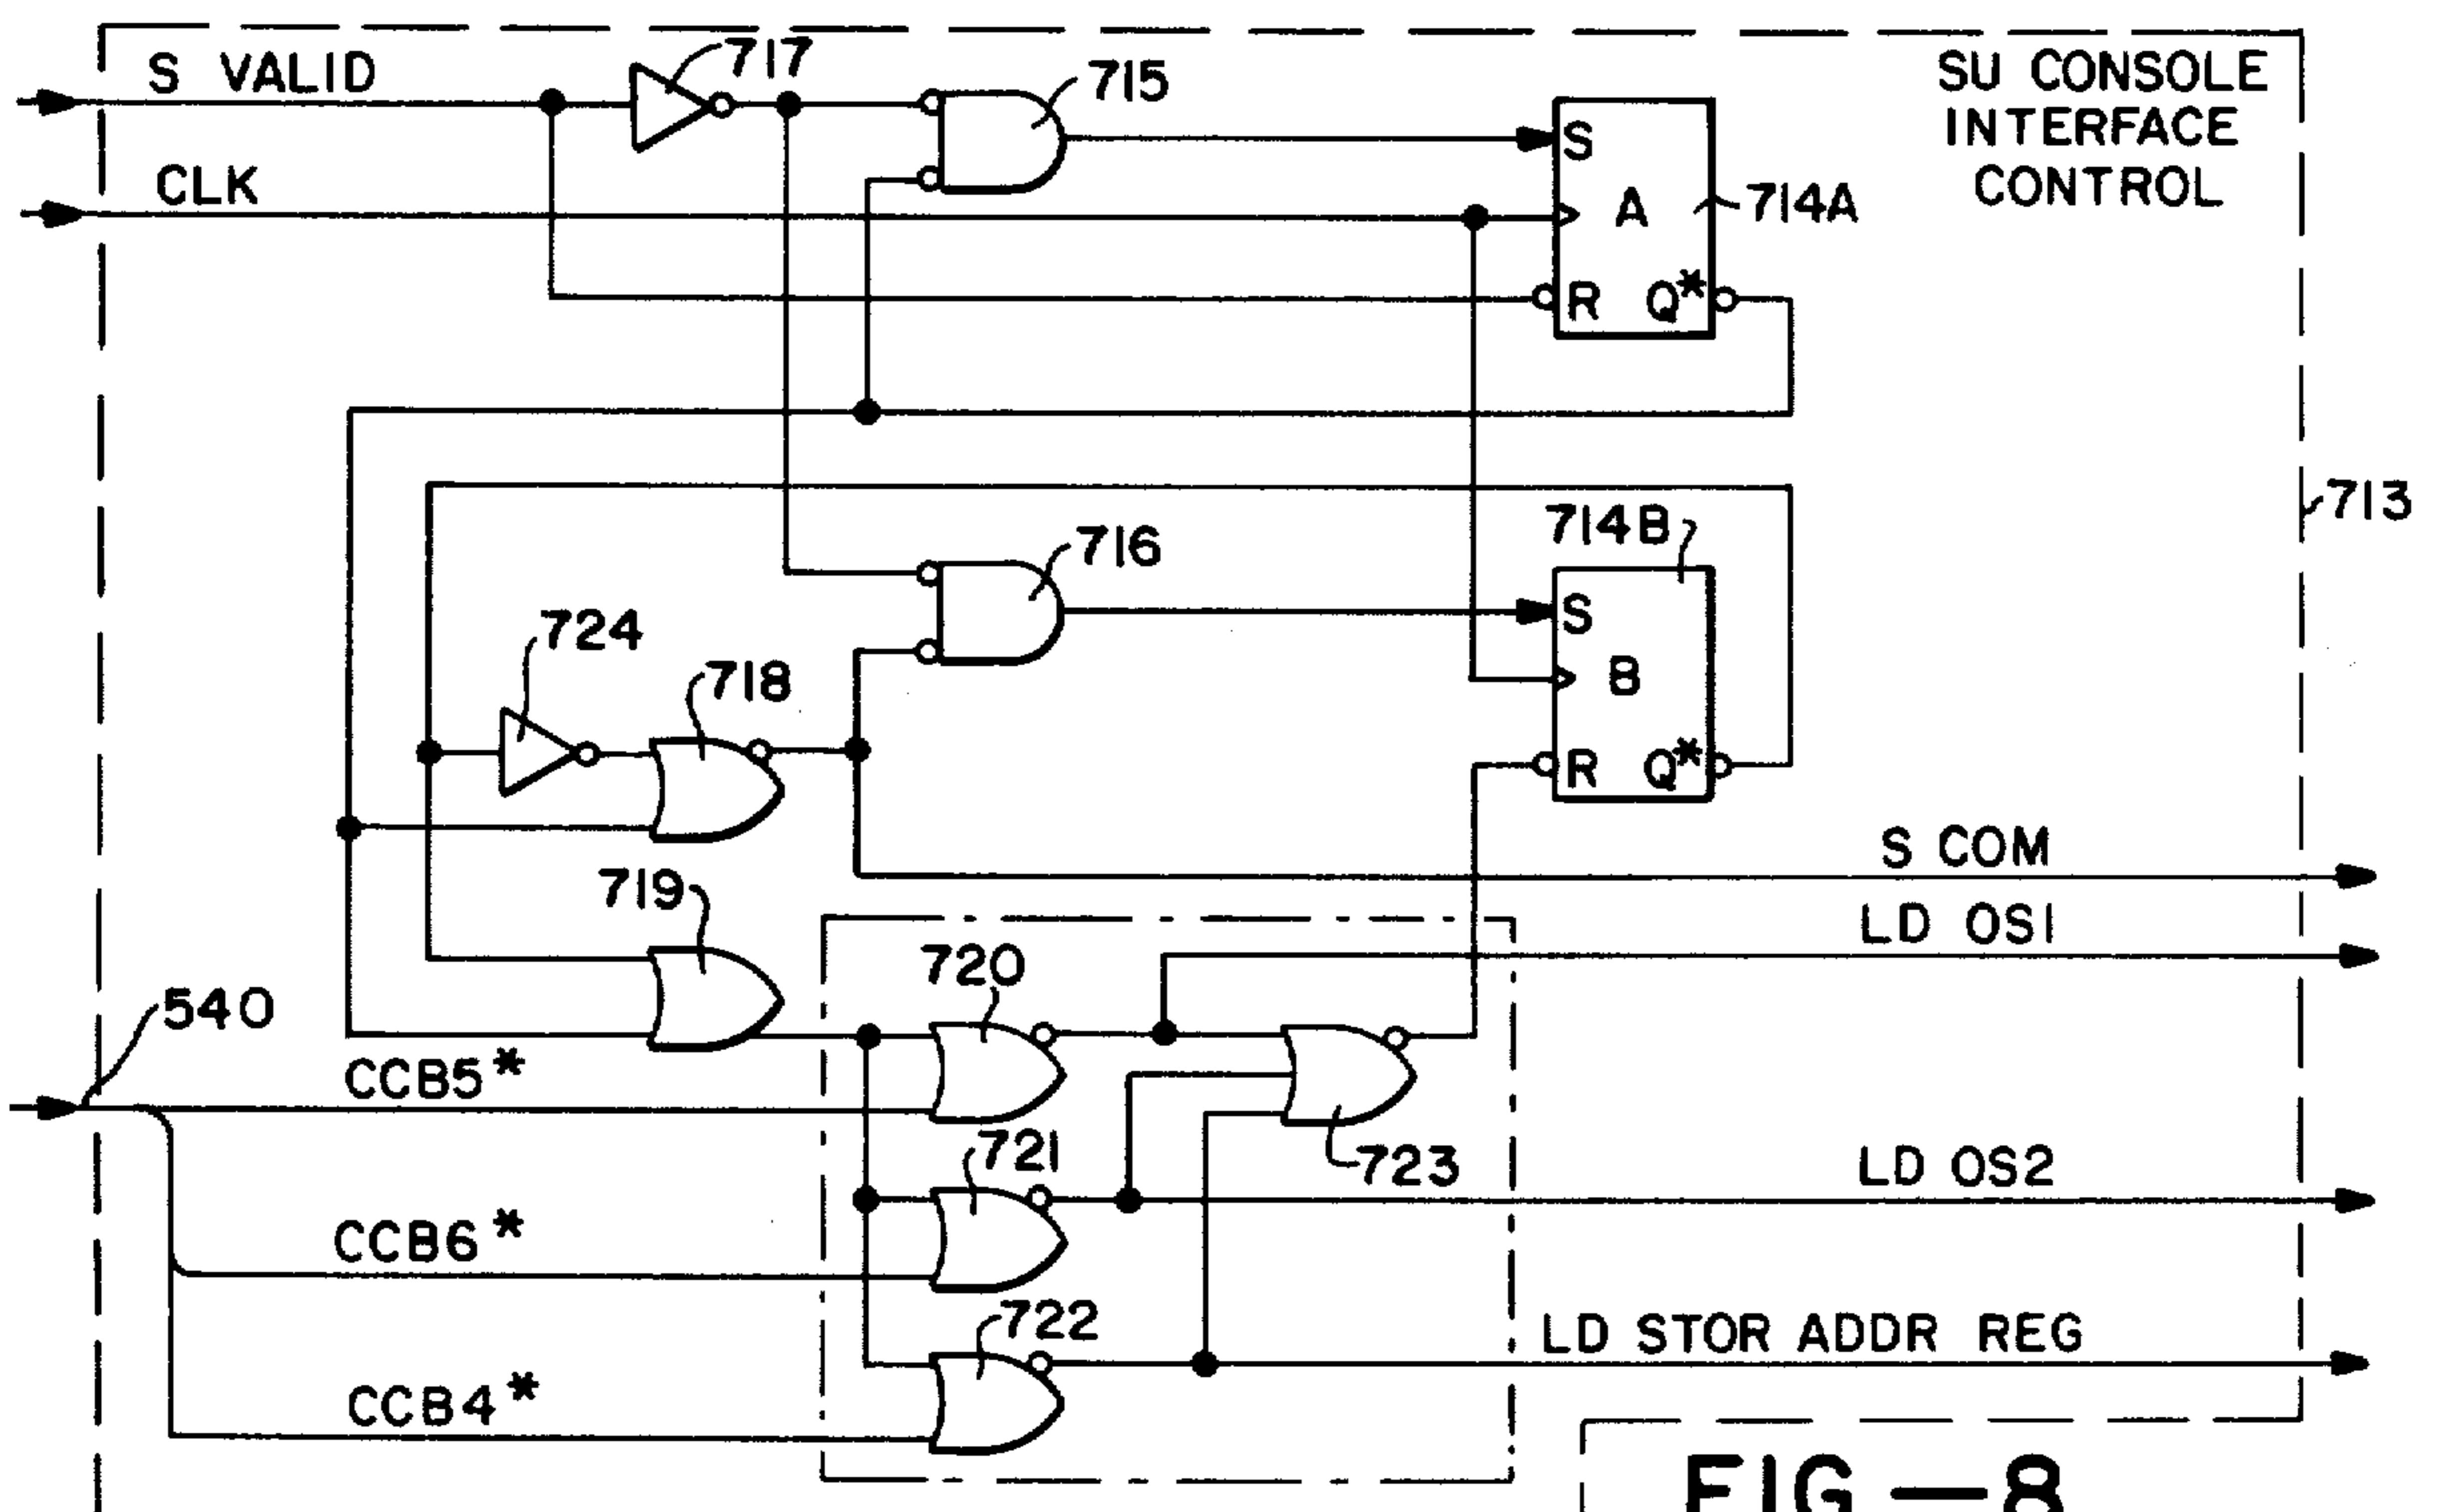 S VALID
717
715
SU CONSOLE
INTERFACE
CONTROL
CLK
S
A
714A
R Q*
713
714B
716
S
724
718
B
R Q*
S COM
719
LD OS1
720
540
CCB5*
721
723
LD OS2
CCB6*
722
LD STOR ADDR REG
CCB4*
FIG—8